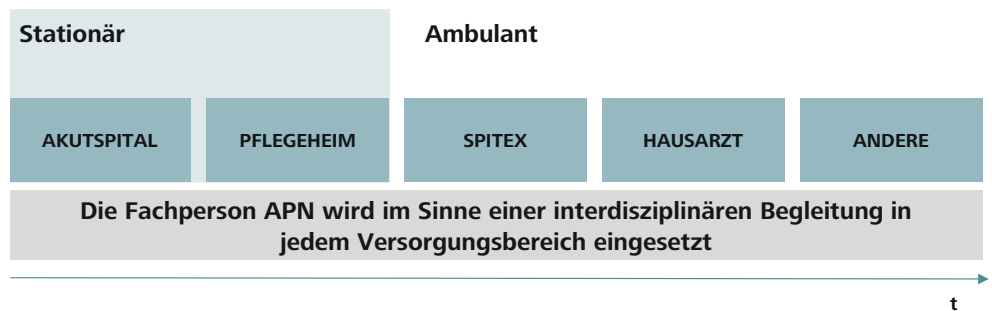 Stationär
Ambulant
AKUTSPITAL
PFLEGEHEIM
SPITEX
HAUSARZT
ANDERE
Die Fachperson APN wird im Sinne einer interdisziplinären Begleitung in
jedem Versorgungsbereich eingesetzt
t